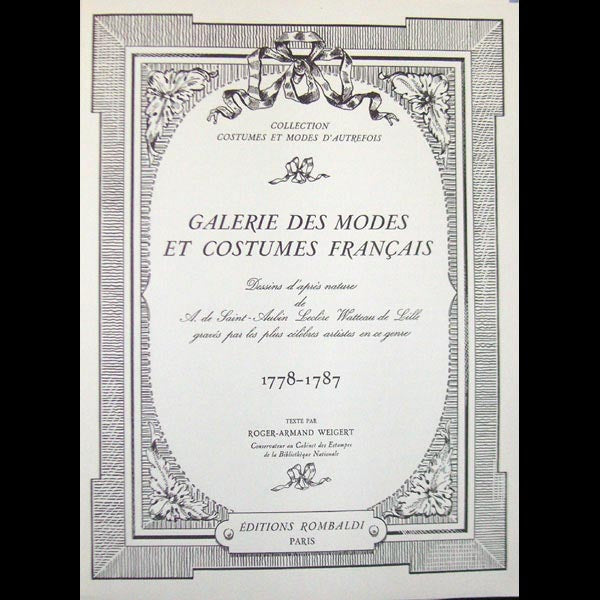 COLLECTION
COSTUMES ET MODES D'AUTREFOIS
GALERIE DES MODES
ET COSTUMES FRANÇAIS
Dessins d'après nature
de
A. de Saint-Aubin Leclère Watteau de Lille
gravés par les plus célèbres artistes en ce genre
1778-1787
TEXTE PAR
ROGER-ARMAND WEIGERT
Conservateur au Cabinet des Estampes
de la Bibliothèque Nationale
ÉDITIONS ROMBALDI
PARIS